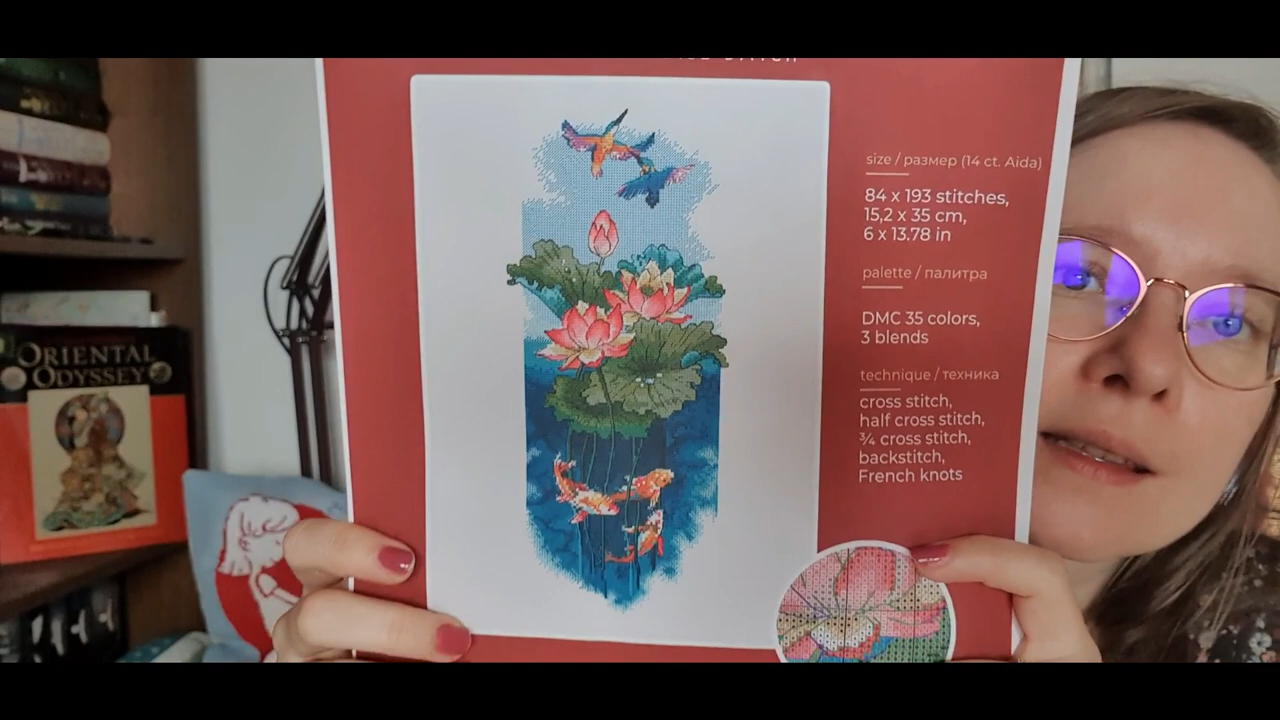 size / размер (14 ct. Aida)
84 x 193 stitches,
15,2 x 35 cm,
6 x 13.78 in
palette / палитра
DMC 35 colors,
3 blends
technique / техника
cross stitch,
half cross stitch,
¾ cross stitch,
backstitch,
French knots
ORIENTAL
ODYSSEY